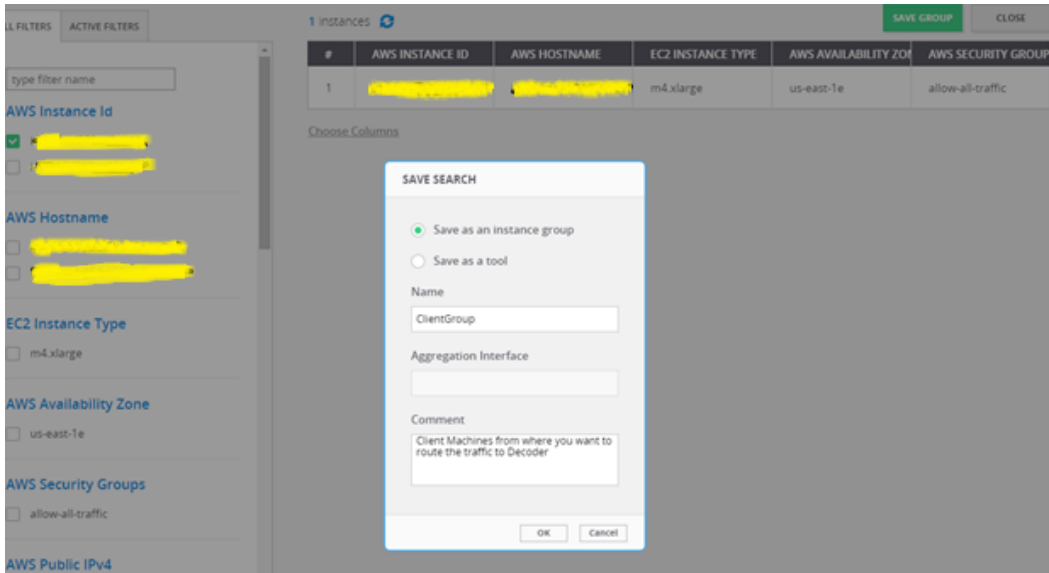 LL FILTERS
ACTIVE FILTERS
type filter name
AWS Instance Id
AWS Hostname
EC2 Instance Type
m4.xlarge
AWS Availability Zone
us-east-1e
AWS Security Groups
allow-all-traffic
AWS Public IPv4
1 instances
SAVE GROUP
CLOSE
# AWS INSTANCE ID AWS HOSTNAME EC2 INSTANCE TYPE AWS AVAILABILITY ZON AWS SECURITY GROUP
1 m4.xlarge us-east-1e allow-all-traffic
Choose Columns
SAVE SEARCH
Save as an instance group
Save as a tool
Name
ClientGroup
Aggregation Interface
Comment
Client Machines from where you want to
route the traffic to Decoder
OK Cancel